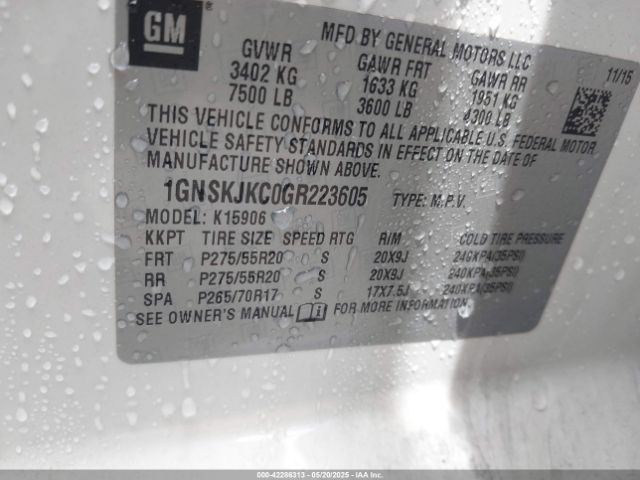 GM
MFD BY GENERAL MOTORS LLC
11/15
GVWR GAWR FRT GAWR RR
3402 KG 1633 KG 1951 KG
7500 LB 3600 LB 4300 LB
THIS VEHICLE CONFORMS TO ALL APPLICABLE U.S. FEDERAL MOTOR
VEHICLE SAFETY STANDARDS IN EFFECT ON THE DATE OF
MANUFACTURE SHOWN ABOVE.
1GNSKJKC0GR223605 TYPE: M.P.V.
MODEL: K15906
KKPT TIRE SIZE SPEED RTG RIM COLD TIRE PRESSURE
FRT P275/55R20 S 20X9J 240KPA(35PSI)
RR P275/55R20 S 20X9J 240KPA(35PSI)
SPA P265/70R17 S 17X7.5J 240KPA(35PSI)
SEE OWNER'S MANUAL FOR MORE INFORMATION.
000-42286313 - 05/20/2025 - IAAI.COM